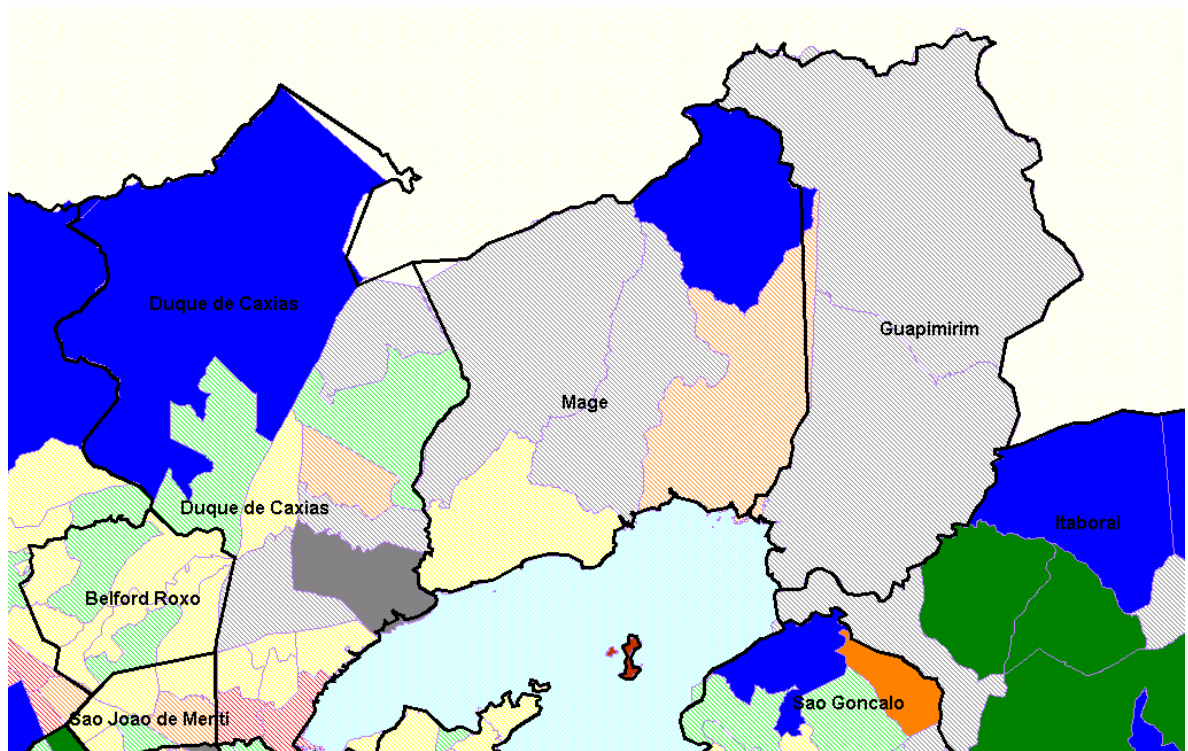 Duque de Caxias
Guapimirim
Mage
Duque de Caxias
Itaborai
Belford Roxo
Sao Goncalo
Sao Joao de Meriti